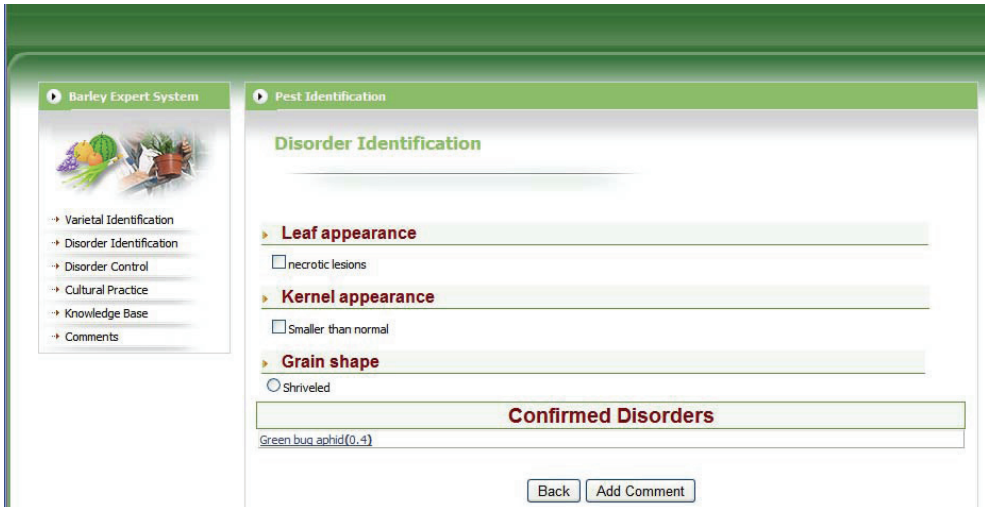 Barley Expert System
Varietal Identification
Disorder Identification
Disorder Control
Cultural Practice
Knowledge Base
Comments
Pest Identification
Disorder Identification
Leaf appearance
necrotic lesions
Kernel appearance
Smaller than normal
Grain shape
Shriveled
Confirmed Disorders
Green bug aphid(0.4)
Back Add Comment